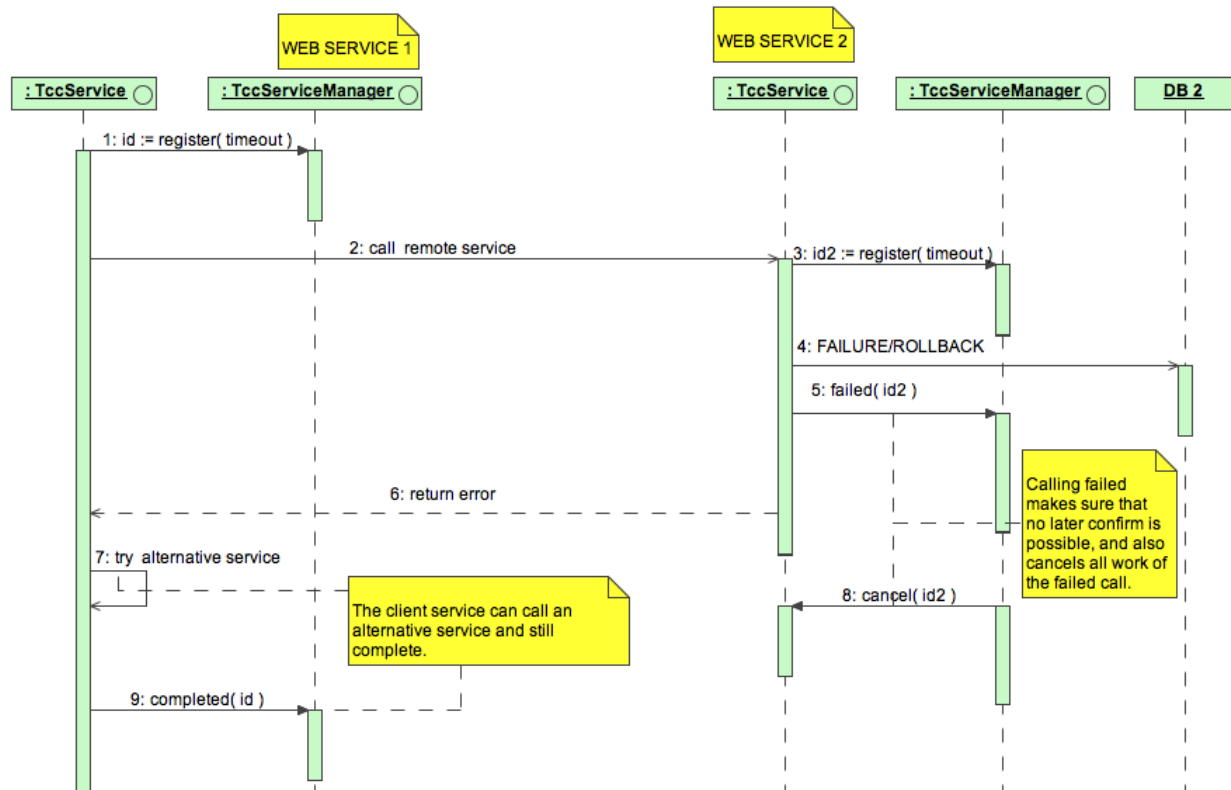 WEB SERVICE 1
WEB SERVICE 2
: TccService
: TccServiceManager
: TccService
: TccServiceManager
DB 2
1: id := register( timeout )
2: call remote service
3: id2 := register( timeout )
4: FAILURE/ROLLBACK
5: failed( id2 )
6: return error
Calling failed
makes sure that
no later confirm is
possible, and also
cancels all work of
the failed call.
7: try alternative service
The client service can call an
alternative service and still
complete.
8: cancel( id2 )
9: completed( id )